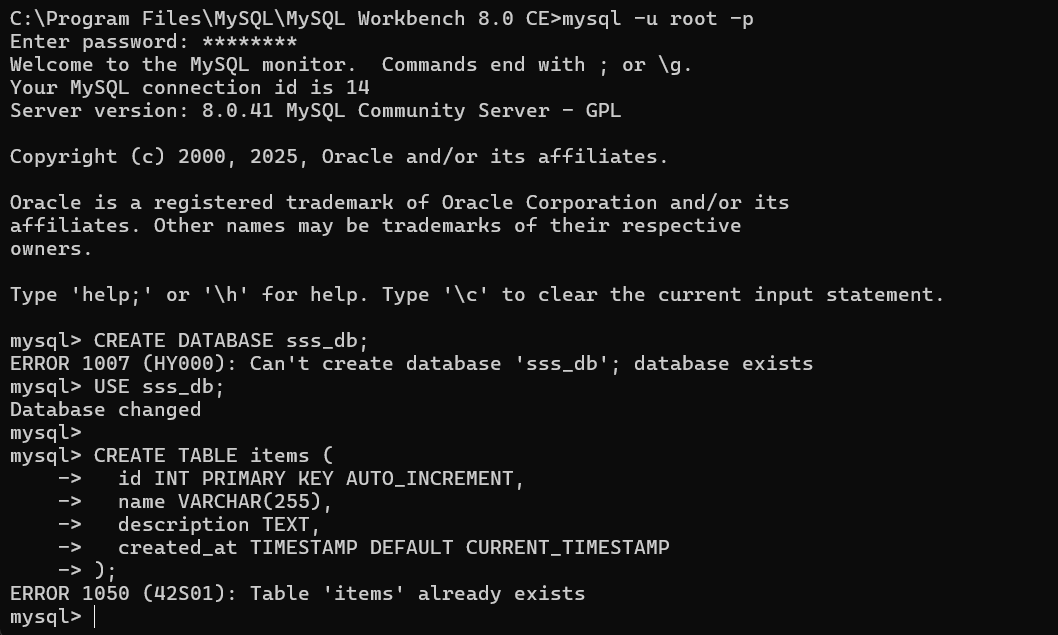 C:\Program Files\MySQL\MySQL Workbench 8.0 CE>mysql -u root -p
Enter password: ********
Welcome to the MySQL monitor.  Commands end with ; or \g.
Your MySQL connection id is 14
Server version: 8.0.41 MySQL Community Server - GPL

Copyright (c) 2000, 2025, Oracle and/or its affiliates.

Oracle is a registered trademark of Oracle Corporation and/or its
affiliates. Other names may be trademarks of their respective
owners.

Type 'help;' or '\h' for help. Type '\c' to clear the current input statement.

mysql> CREATE DATABASE sss_db;
ERROR 1007 (HY000): Can't create database 'sss_db'; database exists
mysql> USE sss_db;
Database changed
mysql>
mysql> CREATE TABLE items (
    ->   id INT PRIMARY KEY AUTO_INCREMENT,
    ->   name VARCHAR(255),
    ->   description TEXT,
    ->   created_at TIMESTAMP DEFAULT CURRENT_TIMESTAMP
    -> );
ERROR 1050 (42S01): Table 'items' already exists
mysql>